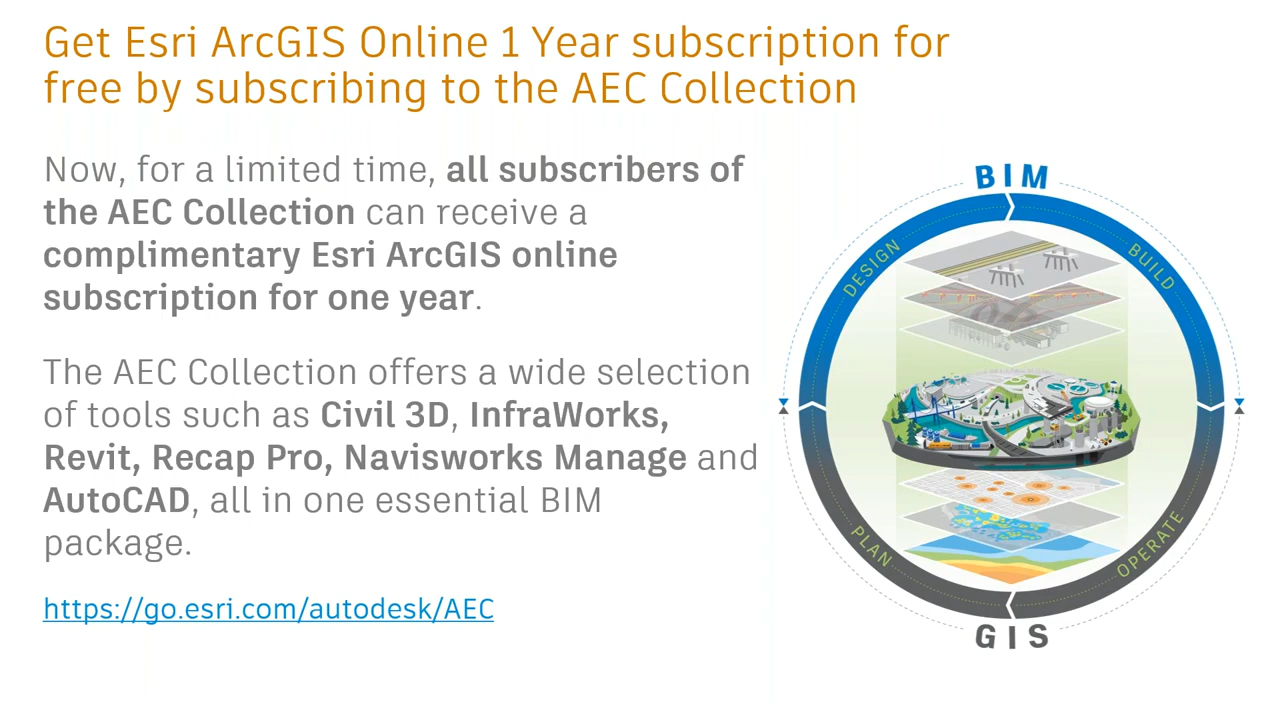 Get Esri ArcGIS Online 1 Year subscription for
free by subscribing to the AEC Collection
Now, for a limited time, all subscribers of
the AEC Collection can receive a
complimentary Esri ArcGIS online
subscription for one year.
The AEC Collection offers a wide selection
of tools such as Civil 3D, InfraWorks,
Revit, Recap Pro, Navisworks Manage and
AutoCAD, all in one essential BIM
package.
https://go.esri.com/autodesk/AEC
BIM
DESIGN
BUILD
PLAN
OPERATE
GIS